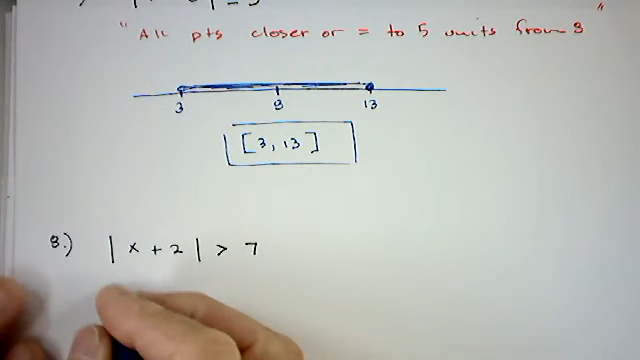 "All pts closer or = to 5 units from 8"
3 8 13
[3, 13]
8.) | x + 2 | > 7